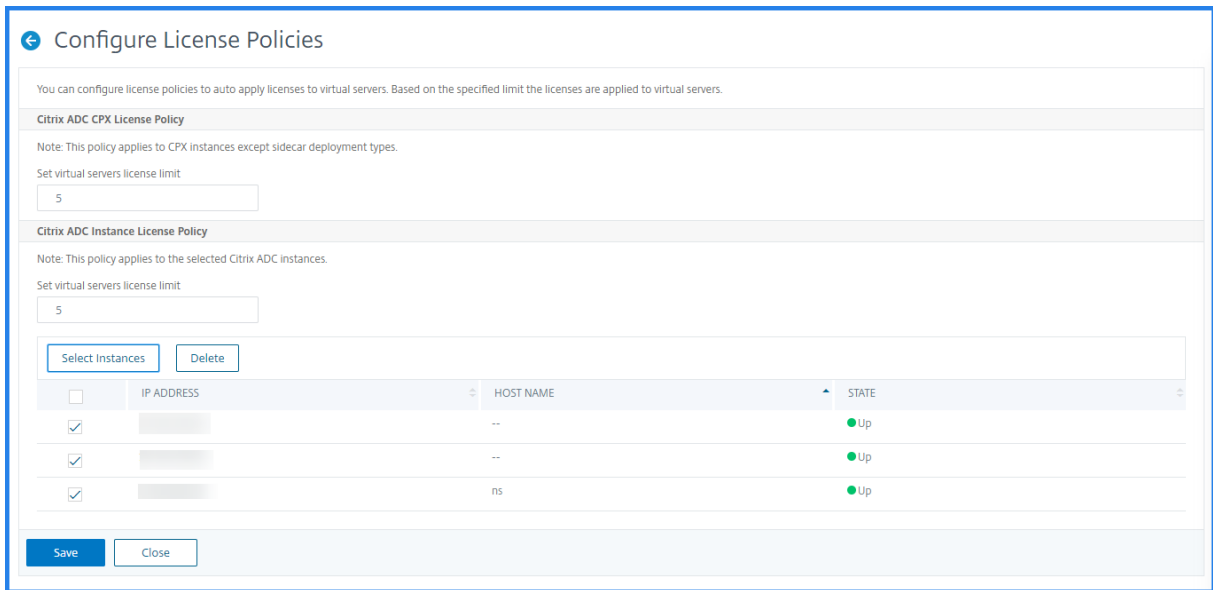 Configure License Policies
You can configure license policies to auto apply licenses to virtual servers. Based on the specified limit the licenses are applied to virtual servers.
Citrix ADC CPX License Policy
Note: This policy applies to CPX instances except sidecar deployment types.
Set virtual servers license limit
5
Citrix ADC Instance License Policy
Note: This policy applies to the selected Citrix ADC instances.
Set virtual servers license limit
5
Select Instances Delete
IP ADDRESS HOST NAME STATE
-- Up
-- Up
ns Up
Save Close